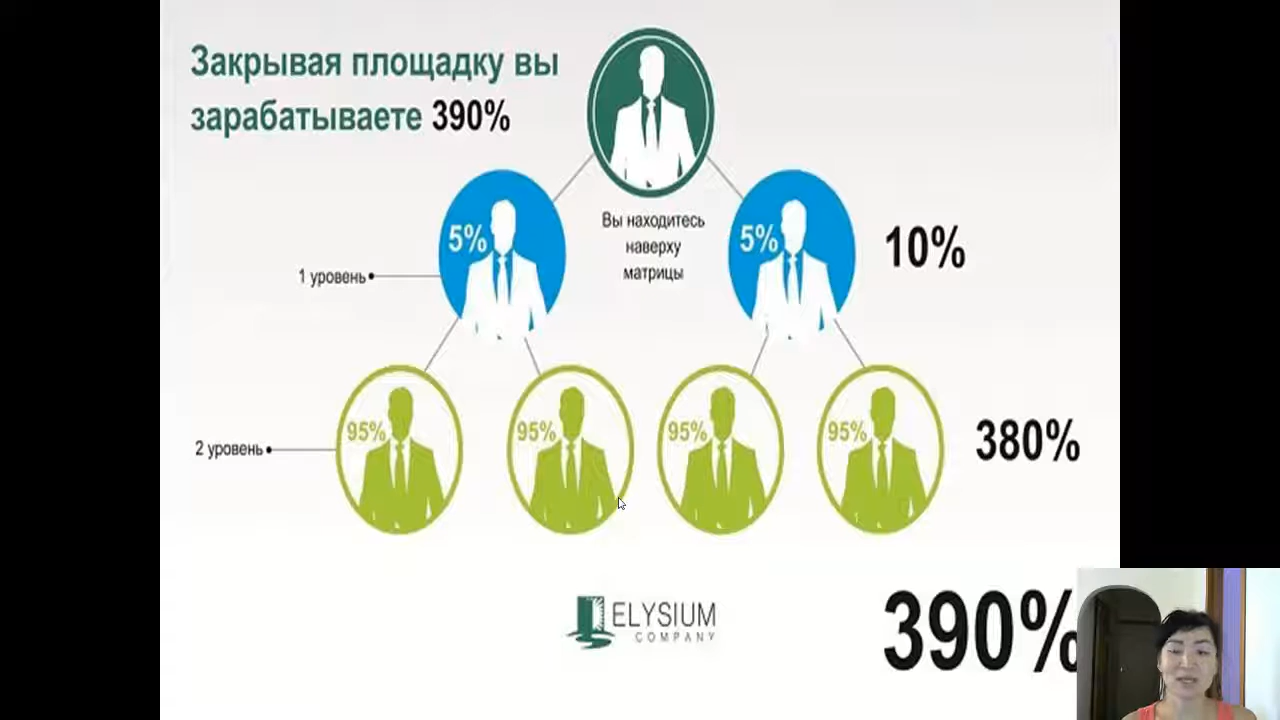 Закрывая площадку вы
зарабатываете 390%
5%
5%
10%
Вы находитесь
наверху
матрицы
1 уровень
95%
95%
95%
95%
380%
2 уровень
ELYSIUM
COMPANY
390%